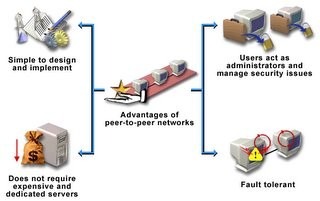 Simple to design
and implement
Users act as
administrators and
manage security issues
Advantages of
peer-to-peer networks
$
Does not require
expensive and
dedicated servers
Fault tolerant